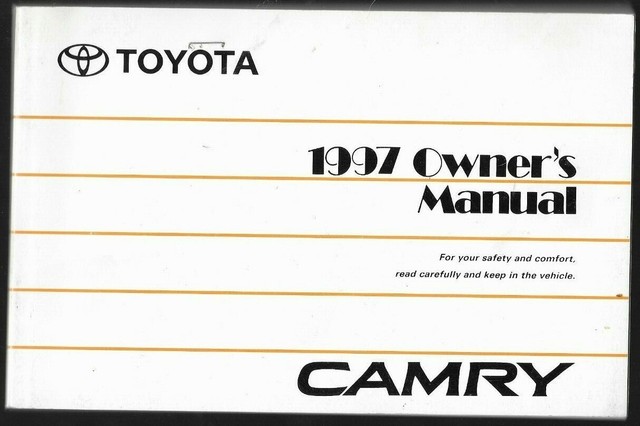 TOYOTA
1997 Owner's
Manual
For your safety and comfort,
read carefully and keep in the vehicle.
CAMRY